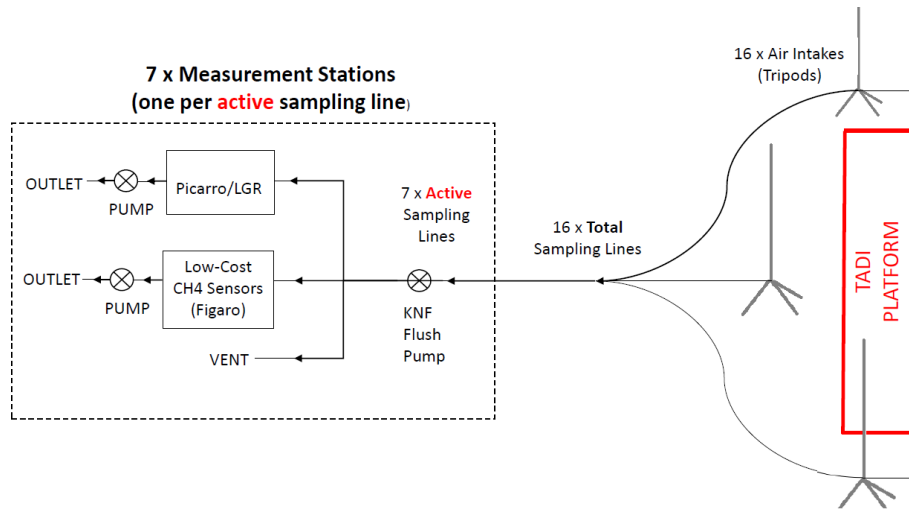 7 x Measurement Stations
(one per active sampling line)
16 x Air Intakes
(Tripods)
OUTLET
PUMP
Picarro/LGR
7 x Active
Sampling
Lines
16 x Total
Sampling Lines
OUTLET
PUMP
Low-Cost
CH4 Sensors
(Figaro)
KNF
Flush
Pump
VENT
TADI
PLATFORM